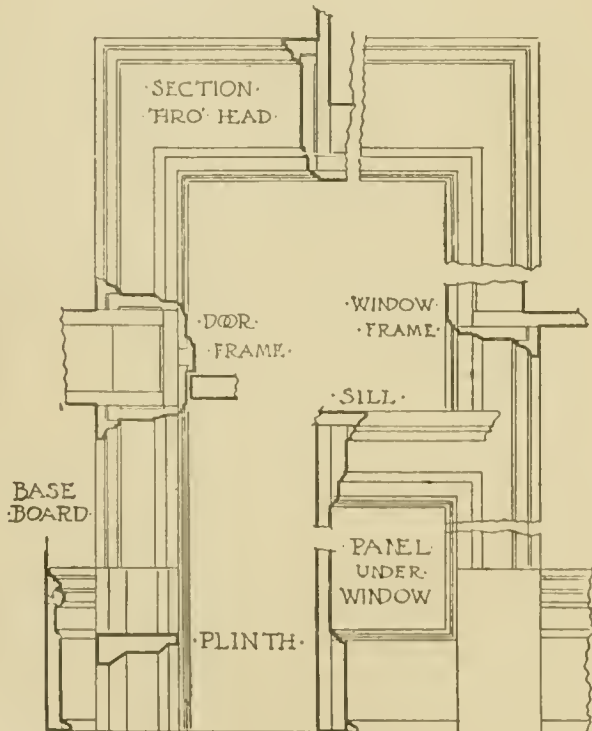 ·SECTION·
'THRO' HEAD·
·DOOR
FRAME·
·WINDOW
·FRAME·
·SILL·
BASE
·BOARD·
·PANEL
UNDER·
WINDOW
·PLINTH·